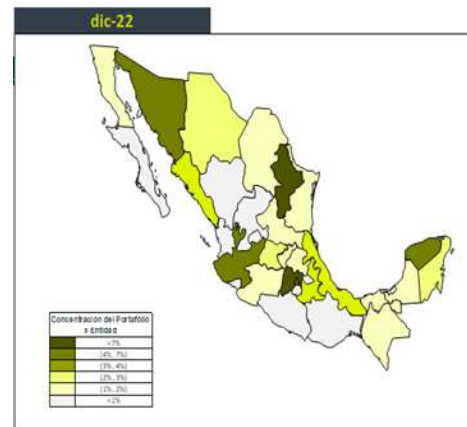 dic-22
Concentración del Portafolio
x Entidad
>7%
(4%, 7%)
(3%, 4%)
(2%, 3%)
(1%, 2%)
<1%